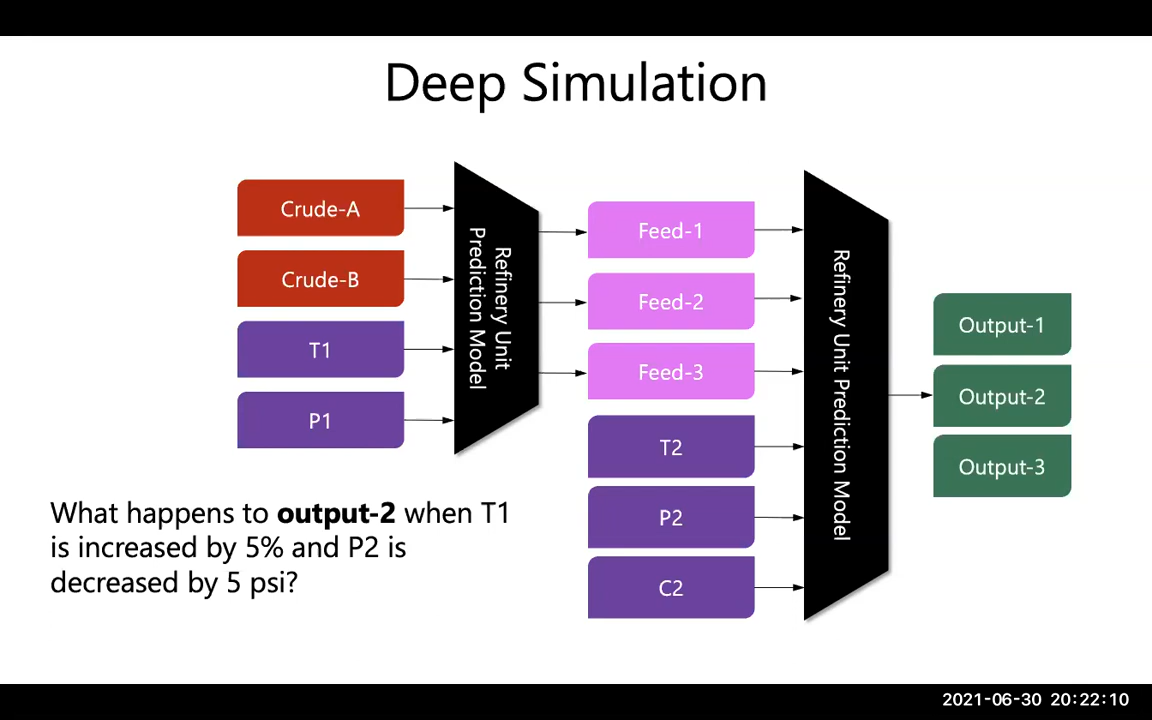 Deep Simulation
Crude-A
Crude-B
T1
P1
Refinery Unit
Prediction Model
Feed-1
Feed-2
Feed-3
T2
P2
C2
Refinery Unit Prediction Model
Output-1
Output-2
Output-3
What happens to output-2 when T1
is increased by 5% and P2 is
decreased by 5 psi?
2021-06-30 20:22:10